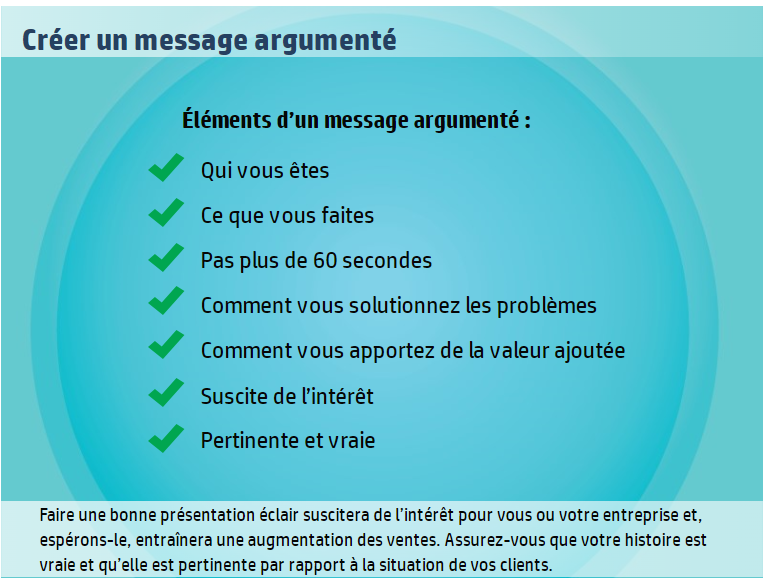 Créer un message argumenté
Éléments d’un message argumenté :
Qui vous êtes
Ce que vous faites
Pas plus de 60 secondes
Comment vous solutionnez les problèmes
Comment vous apportez de la valeur ajoutée
Suscite de l’intérêt
Pertinente et vraie
Faire une bonne présentation éclair suscitera de l’intérêt pour vous ou votre entreprise et,
espérons-le, entraînera une augmentation des ventes. Assurez-vous que votre histoire est
vraie et qu’elle est pertinente par rapport à la situation de vos clients.